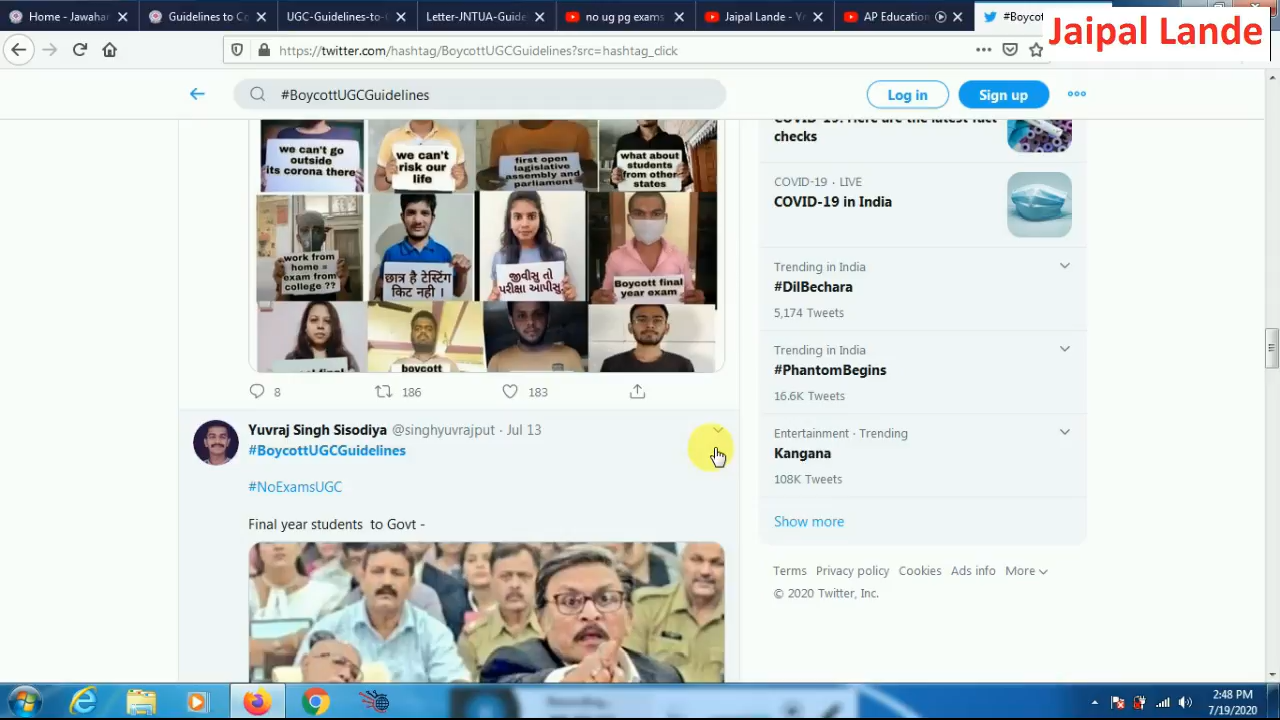 Home - Jawahar
Guidelines to Co
UGC-Guidelines-to-
Letter-JNTUA-Guide
no ug pg exams
Jaipal Lande - Y
AP Education
#Boyco
Jaipal Lande
https://twitter.com/hashtag/BoycottUGCGuidelines?src=hashtag_click
#BoycottUGCGuidelines
Log in
Sign up
we can't go
outside
its corona there
we can't
risk our
life
first open
lagislative
assembly and
parliament
what about
students
from other
states
work from
home =
exam from
college ??
छात्र है टेस्टिंग
किट नही ।
જીવીસુ તો
પરીક્ષા આપીસુ
Boycott final
year exam
boycott
8
186
183
Yuvraj Singh Sisodiya @singhyuvrajput · Jul 13
#BoycottUGCGuidelines
#NoExamsUGC
Final year students to Govt -
COVID-19: Here are the latest fact
checks
COVID-19 · LIVE
COVID-19 in India
Trending in India
#DilBechara
5,174 Tweets
Trending in India
#PhantomBegins
16.6K Tweets
Entertainment · Trending
Kangana
108K Tweets
Show more
Terms Privacy policy Cookies Ads info More
© 2020 Twitter, Inc.
2:48 PM
7/19/2020